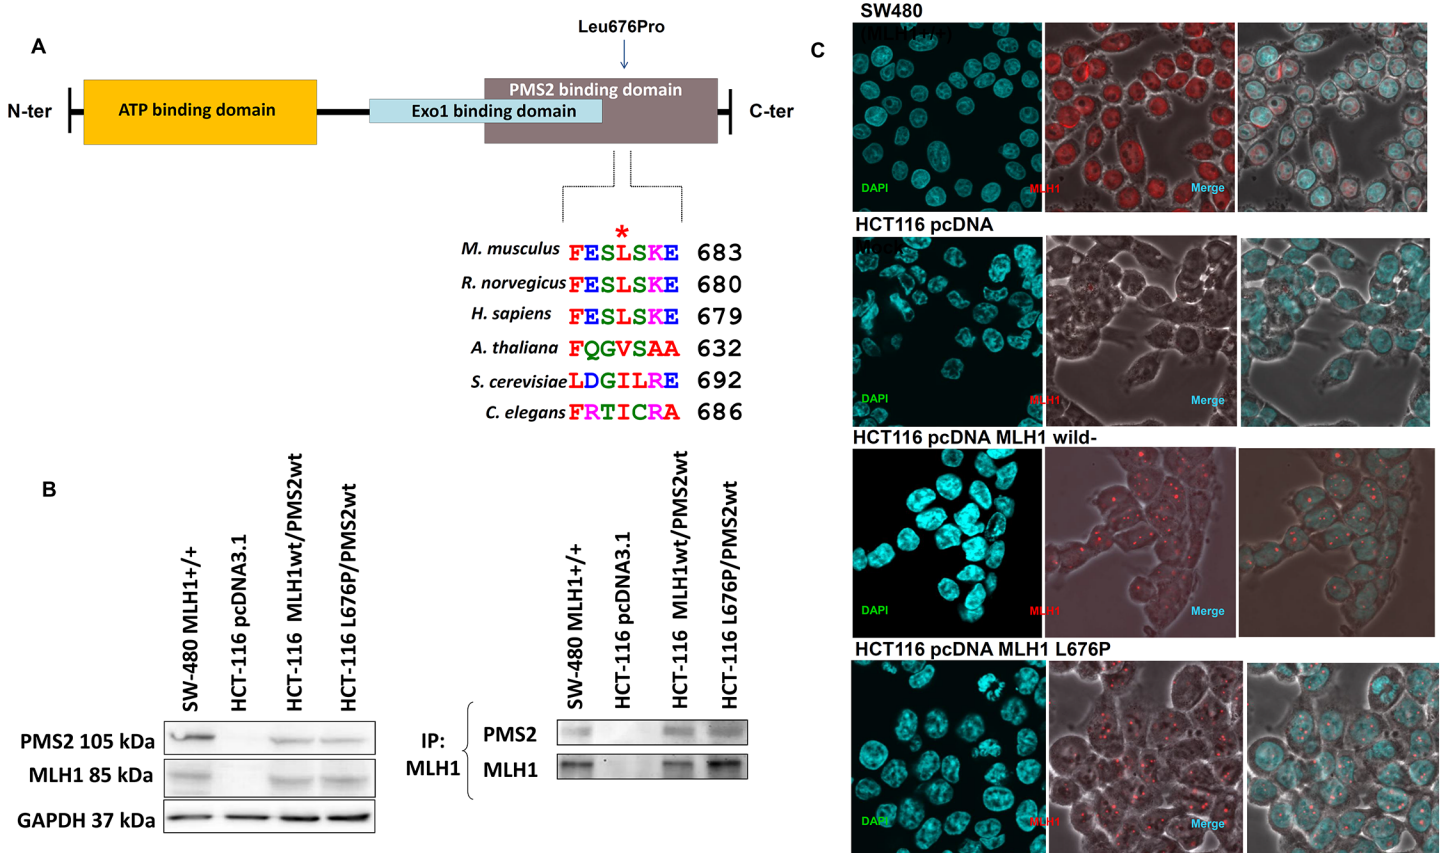 A
Leu676Pro
N-ter
ATP binding domain
Exo1 binding domain
PMS2 binding domain
C-ter
*
M. musculus FESLSKE 683
R. norvegicus FESLSKE 680
H. sapiens FESLSKE 679
A. thaliana FQGVSAA 632
S. cerevisiae LDGILRE 692
C. elegans FRTICRA 686
B
SW-480 MLH1+/+
HCT-116 pcDNA3.1
HCT-116 MLH1wt/PMS2wt
HCT-116 L676P/PMS2wt
PMS2 105 kDa
MLH1 85 kDa
GAPDH 37 kDa
SW-480 MLH1+/+
HCT-116 pcDNA3.1
HCT-116 MLH1wt/PMS2wt
HCT-116 L676P/PMS2wt
IP:
MLH1
PMS2
MLH1
C
SW480
(MLH1+/+)
DAPI
MLH1
Merge
HCT116 pcDNA
Mock
DAPI
MLH1
Merge
HCT116 pcDNA MLH1 wild-
DAPI
MLH1
Merge
HCT116 pcDNA MLH1 L676P
DAPI
MLH1
Merge